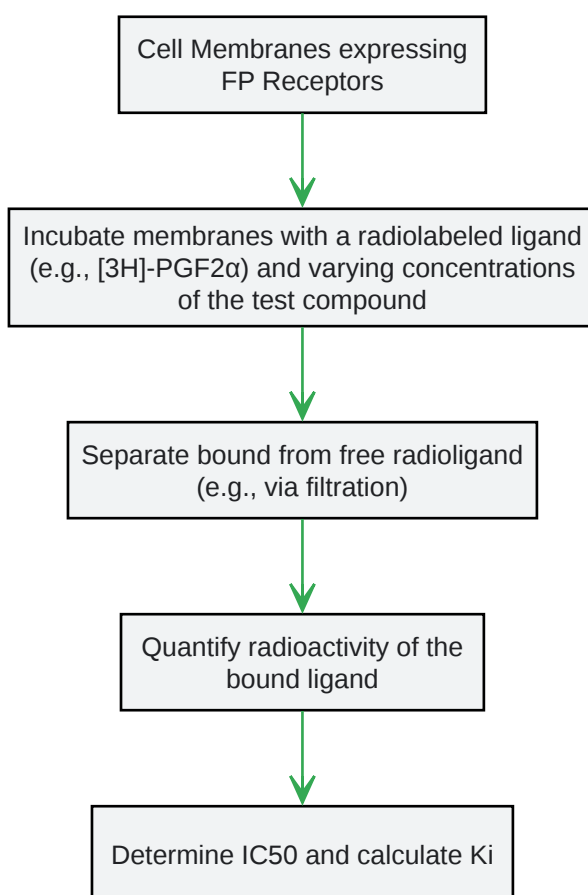 Cell Membranes expressing
FP Receptors
Incubate membranes with a radiolabeled ligand
(e.g., [3H]-PGF2α) and varying concentrations
of the test compound
Separate bound from free radioligand
(e.g., via filtration)
Quantify radioactivity of the
bound ligand
Determine IC50 and calculate Ki